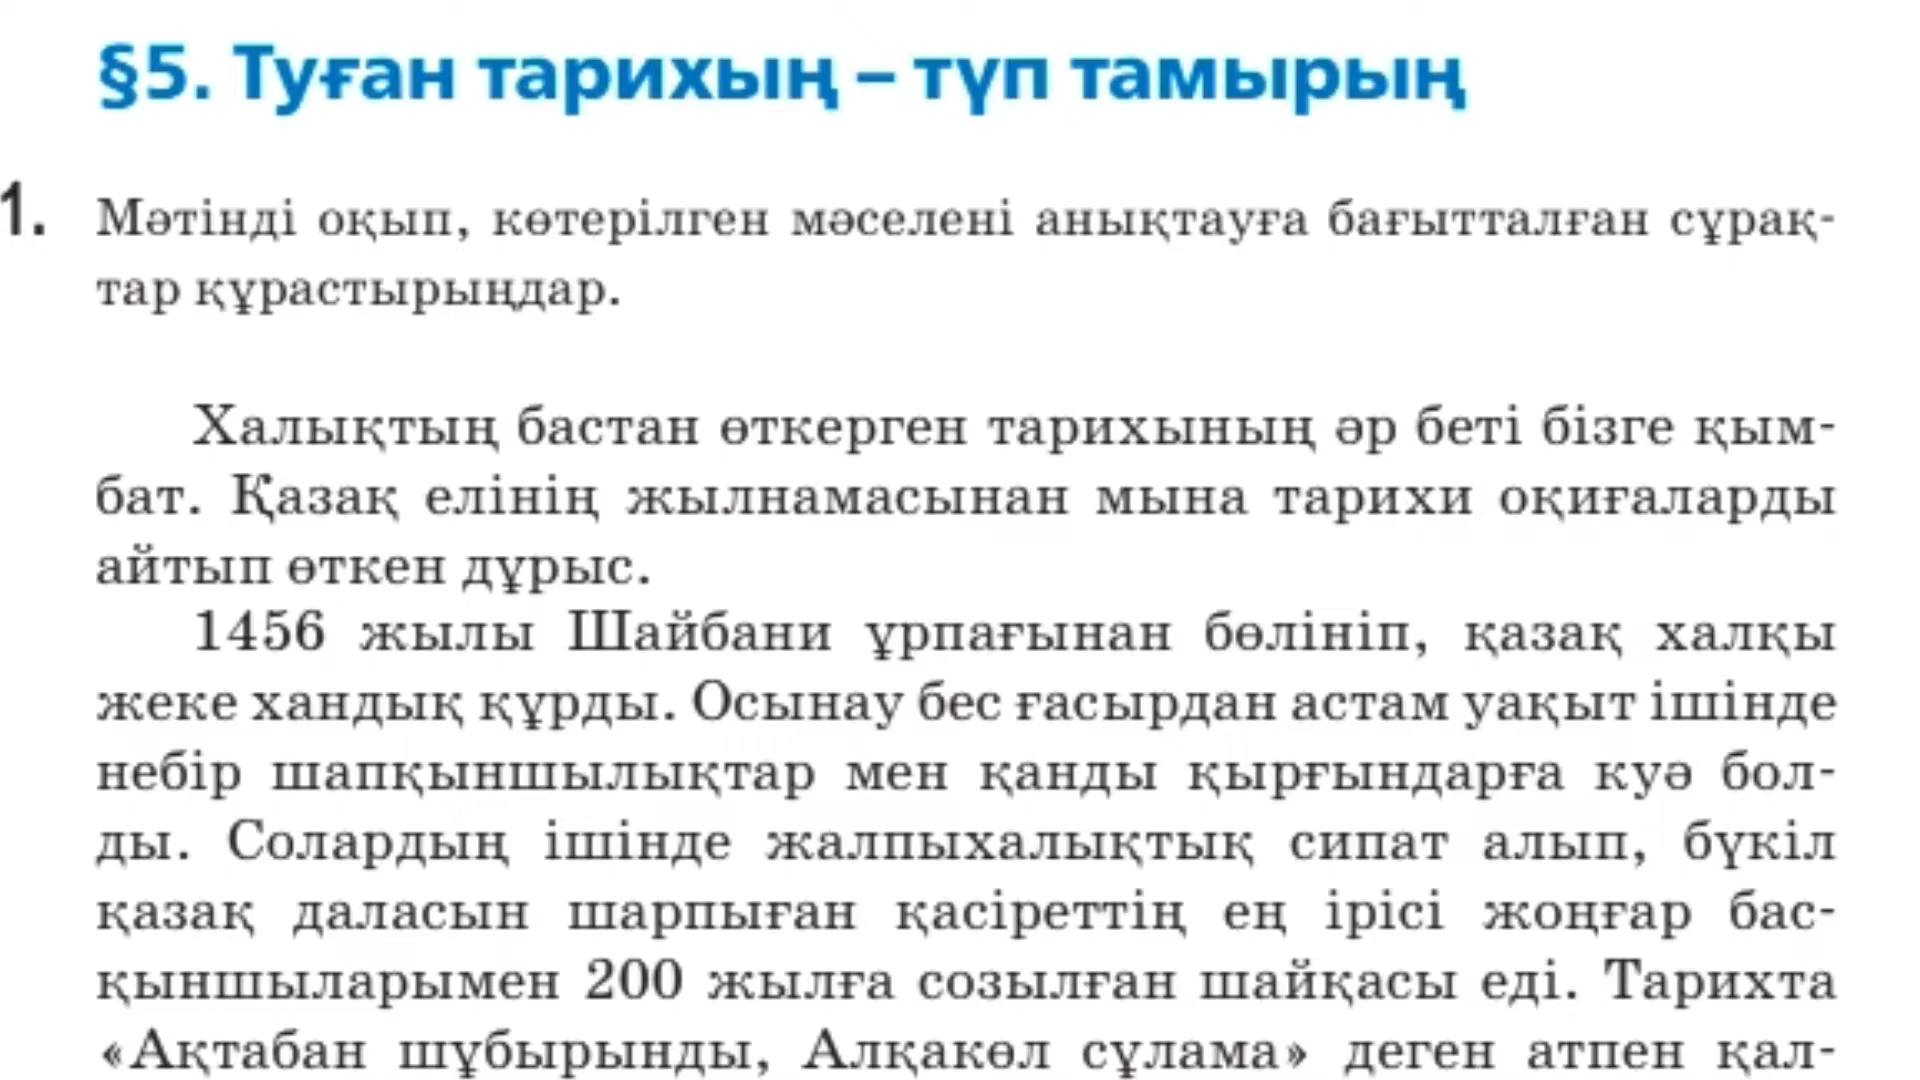 §5. Туған тарихың – түп тамырың
1. Мәтінді оқып, көтерілген мәселені анықтауға бағытталған сұрақ-
тар құрастырыңдар.
Халықтың бастан өткерген тарихының әр беті бізге қым-
бат. Қазақ елінің жылнамасынан мына тарихи оқиғаларды
айтып өткен дұрыс.
1456 жылы Шайбани ұрпағынан бөлініп, қазақ халқы
жеке хандық құрды. Осынау бес ғасырдан астам уақыт ішінде
небір шапқыншылықтар мен қанды қырғындарға куә бол-
ды. Солардың ішінде жалпыхалықтық сипат алып, бүкіл
қазақ даласын шарпыған қасіреттің ең ірісі жоңғар бас-
қыншыларымен 200 жылға созылған шайқасы еді. Тарихта
«Ақтабан шұбырынды, Алқакөл сұлама» деген атпен қал-